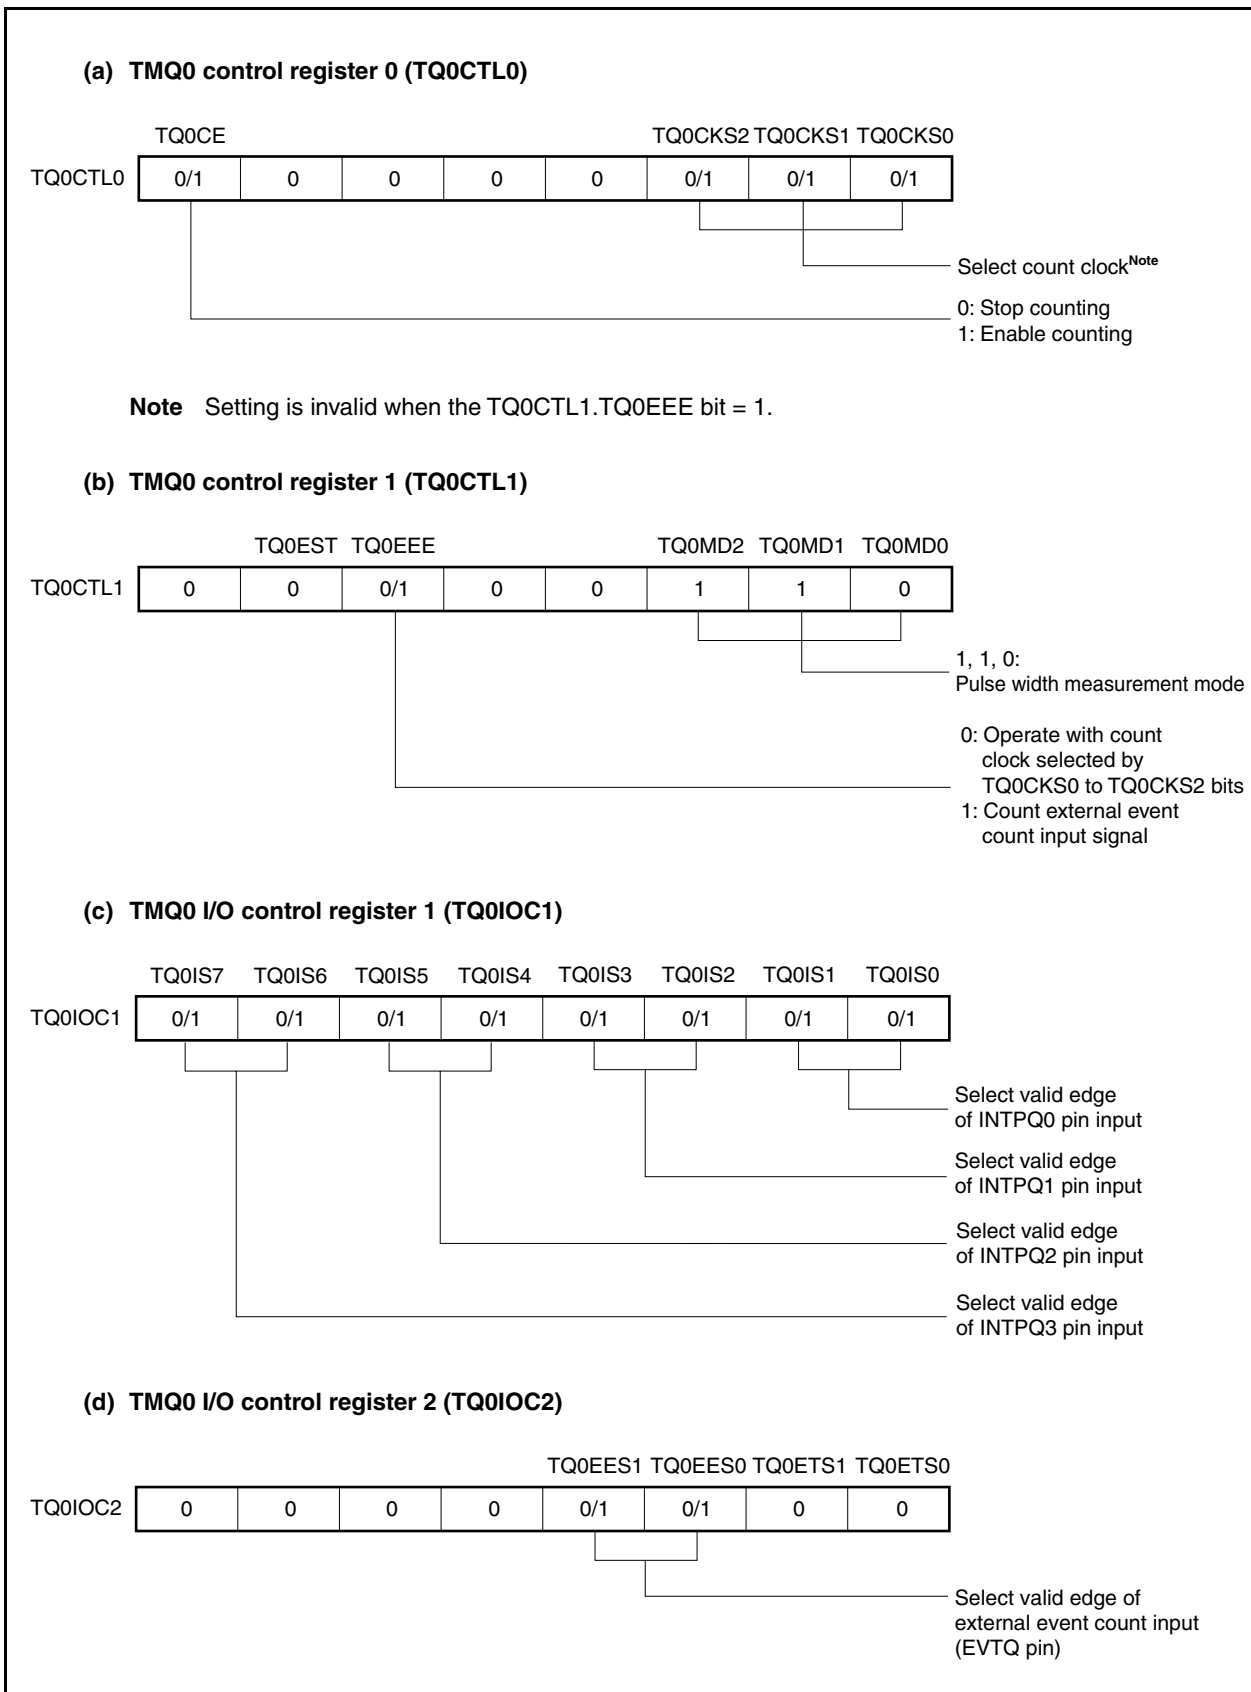 (a) TMQ0 control register 0 (TQ0CTL0)
TQ0CE TQ0CKS2 TQ0CKS1 TQ0CKS0
TQ0CTL0 0/1 0 0 0 0 0/1 0/1 0/1
Select count clockNote
0: Stop counting
1: Enable counting
Note Setting is invalid when the TQ0CTL1.TQ0EEE bit = 1.
(b) TMQ0 control register 1 (TQ0CTL1)
TQ0EST TQ0EEE TQ0MD2 TQ0MD1 TQ0MD0
TQ0CTL1 0 0 0/1 0 0 1 1 0
1, 1, 0:
Pulse width measurement mode
0: Operate with count
clock selected by
TQ0CKS0 to TQ0CKS2 bits
1: Count external event
count input signal
(c) TMQ0 I/O control register 1 (TQ0IOC1)
TQ0IS7 TQ0IS6 TQ0IS5 TQ0IS4 TQ0IS3 TQ0IS2 TQ0IS1 TQ0IS0
TQ0IOC1 0/1 0/1 0/1 0/1 0/1 0/1 0/1 0/1
Select valid edge
of INTPQ0 pin input
Select valid edge
of INTPQ1 pin input
Select valid edge
of INTPQ2 pin input
Select valid edge
of INTPQ3 pin input
(d) TMQ0 I/O control register 2 (TQ0IOC2)
TQ0EES1 TQ0EES0 TQ0ETS1 TQ0ETS0
TQ0IOC2 0 0 0 0 0/1 0/1 0 0
Select valid edge of
external event count input
(EVTQ pin)